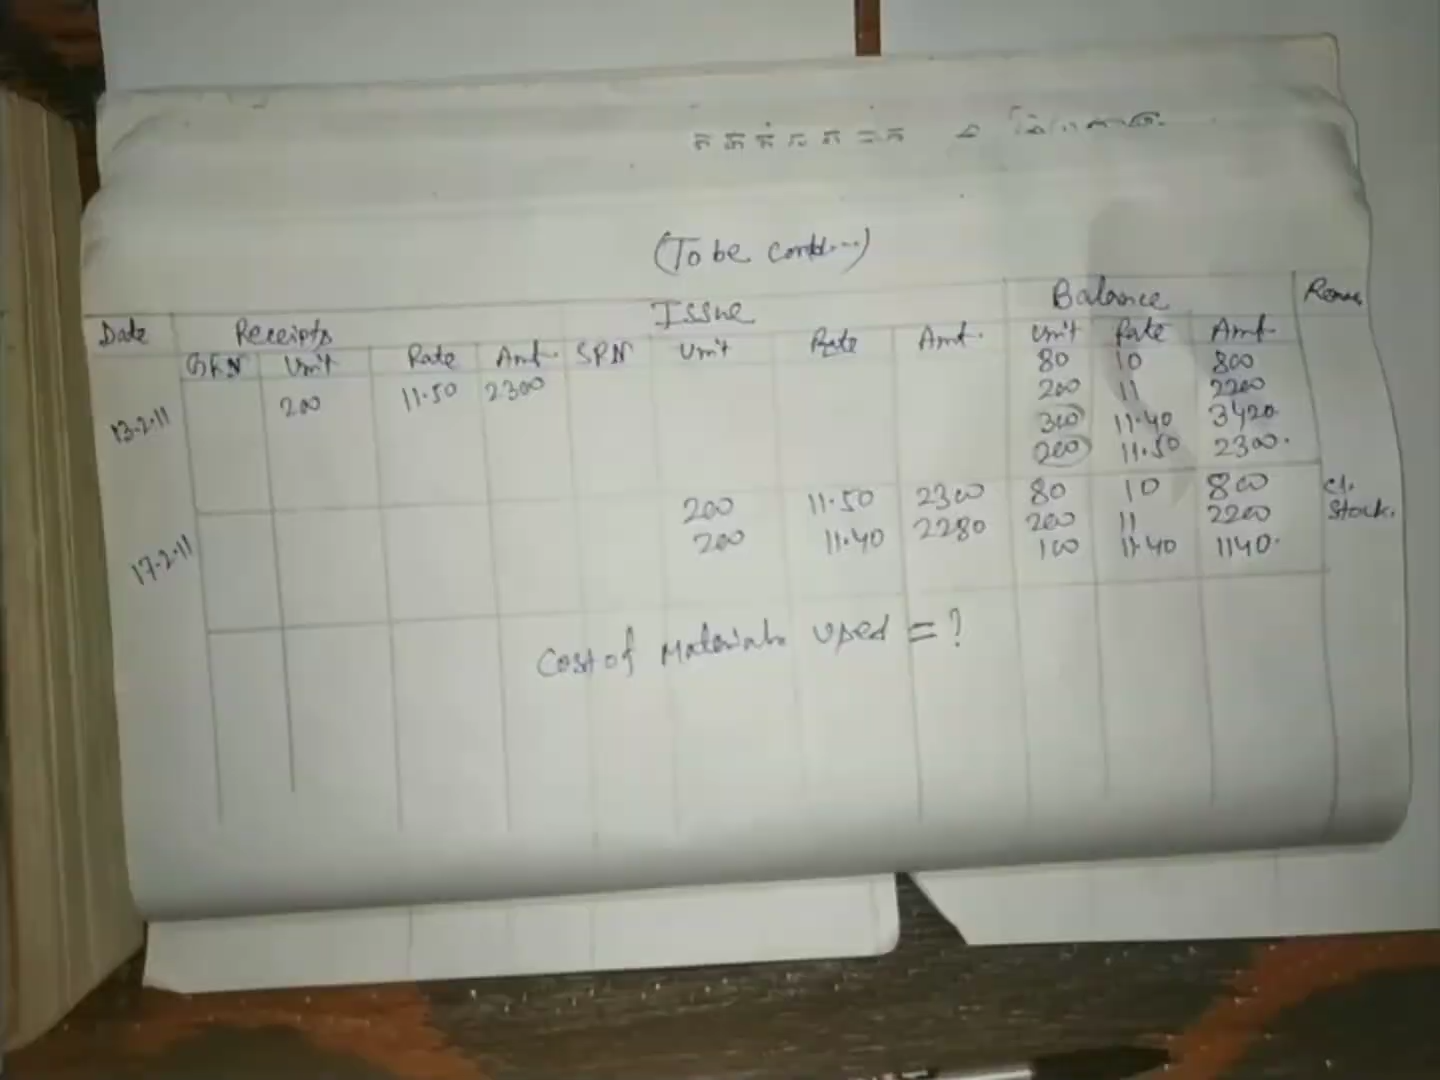 (To be contd...)
Date Receipts Issue Balance
GRN Unit Rate Amt. SRN Unit Rate Amt. Unit Rate Amt.
13-2-11 200 11.50 2300 80 10 800
200 11 2200
300 11.40 3420
200 11.50 2300.
17-2-11 200 11.50 2300 80 10 800 cl.
200 11.40 2280 200 11 2200 Stock.
100 11.40 1140.
Cost of Materials Used = ?